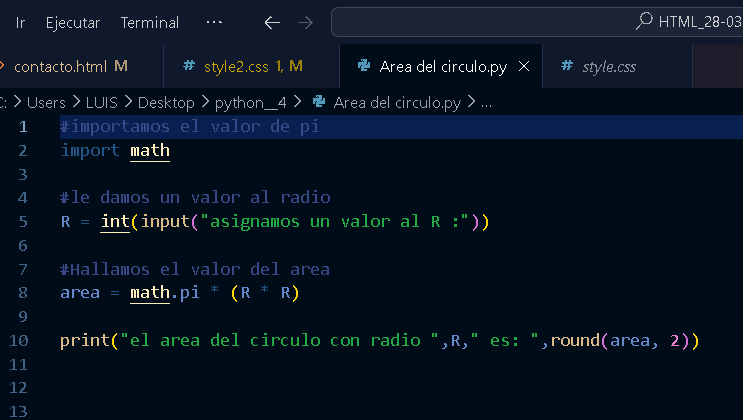 Ir Ejecutar Terminal ... HTML_28-03
contacto.html M # style2.css 1, M Area del circulo.py # style.css
C: > Users > LUIS > Desktop > python__4 > Area del circulo.py > ...
1 #importamos el valor de pi
2 import math
3
4 #le damos un valor al radio
5 R = int(input("asignamos un valor al R :"))
6
7 #Hallamos el valor del area
8 area = math.pi * (R * R)
9
10 print("el area del circulo con radio ",R," es: ",round(area, 2))
11
12
13